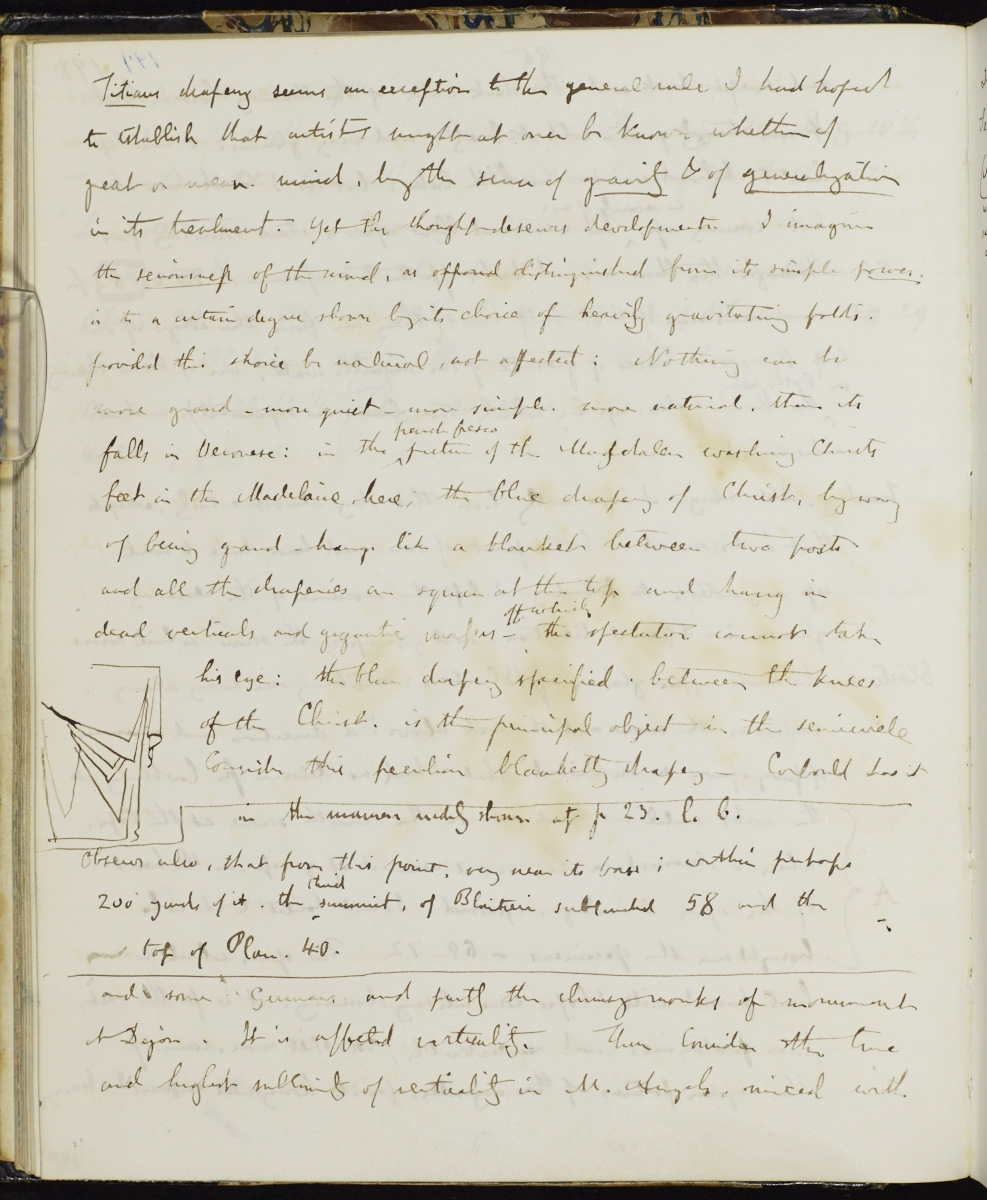 Titians drapery seems an exception to the general rule I had hoped
to establish that artists might at once be known whether of
great or mean mind, by the sense of gravity & of generalization
in its treatment. Yet the thought deserves development. I imagine
the seriousness of the mind, as opposed distinguished from its simple power,
is to a certain degree shown by its choice of heavily gravitating folds.
provided this choice be natural, not affected: Nothing can be
more grand - more quiet - more simple. more natural. than its
falls in Veronese: in the picture of the Magdalen washing Christs
french fresco
feet in the Madelaine, here; the blue drapery of Christ, by way
of being grand - hangs like a blanket between two posts
and all the draperies are square at the top and hang in
dead verticals and gigantic masses - the spectator cannot take
off which
his eye: the blue drapery specified. between the knees
of the Christ. is the principal object in the semicircle
Consider this peculiar blanketty drapery - Corbould has it
in the manner rudely shown at p 23. l. 6.
Observe also, that from this point, very near its base; within perhaps
200 yards of it. the summit, of Blaitiere subtended 58 and the
third
top of Plan. 40.
and some Germans and partly the clumsy monks of monument
at Dijon. It is affected verticality. Then Consider the true
and highest sublimity of verticality in M. Angelo, mixed with